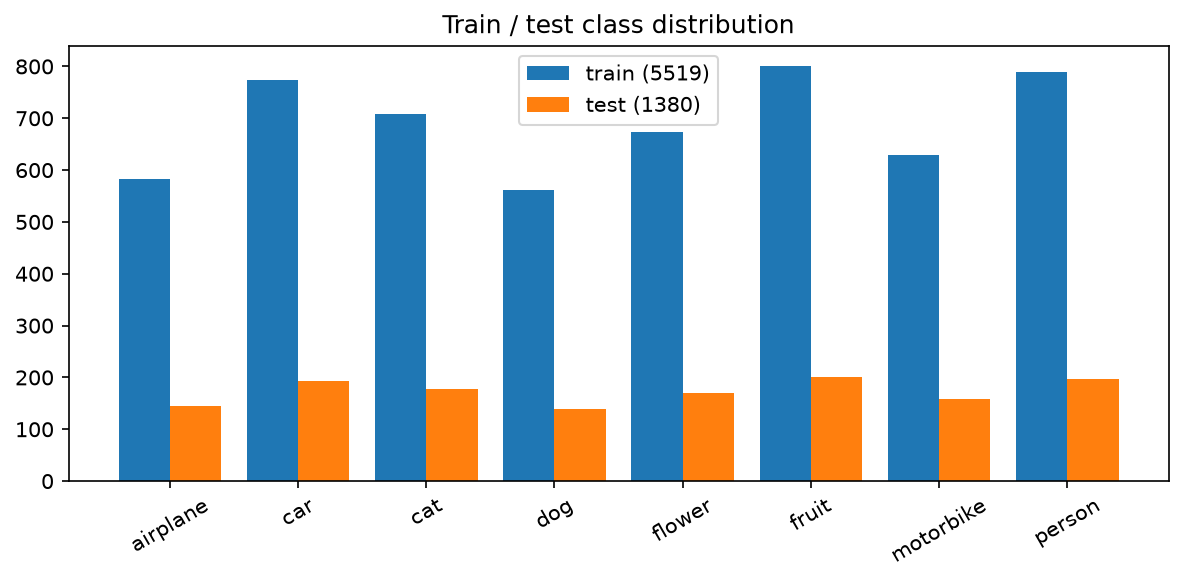 Train / test class distribution
train (5519)
test (1380)
800
700
600
500
400
300
200
100
0
airplane
car
cat
dog
flower
fruit
motorbike
person